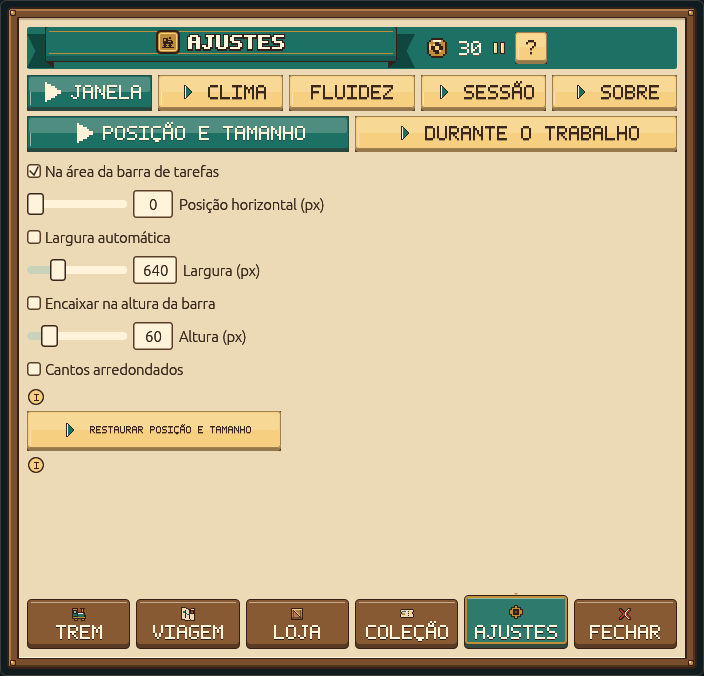 AJUSTES
30
?
JANELA
CLIMA
FLUIDEZ
SESSÃO
SOBRE
POSIÇÃO E TAMANHO
DURANTE O TRABALHO
Na área da barra de tarefas
0 Posição horizontal (px)
Largura automática
640 Largura (px)
Encaixar na altura da barra
60 Altura (px)
Cantos arredondados
I
RESTAURAR POSIÇÃO E TAMANHO
I
TREM
VIAGEM
LOJA
COLEÇÃO
AJUSTES
FECHAR